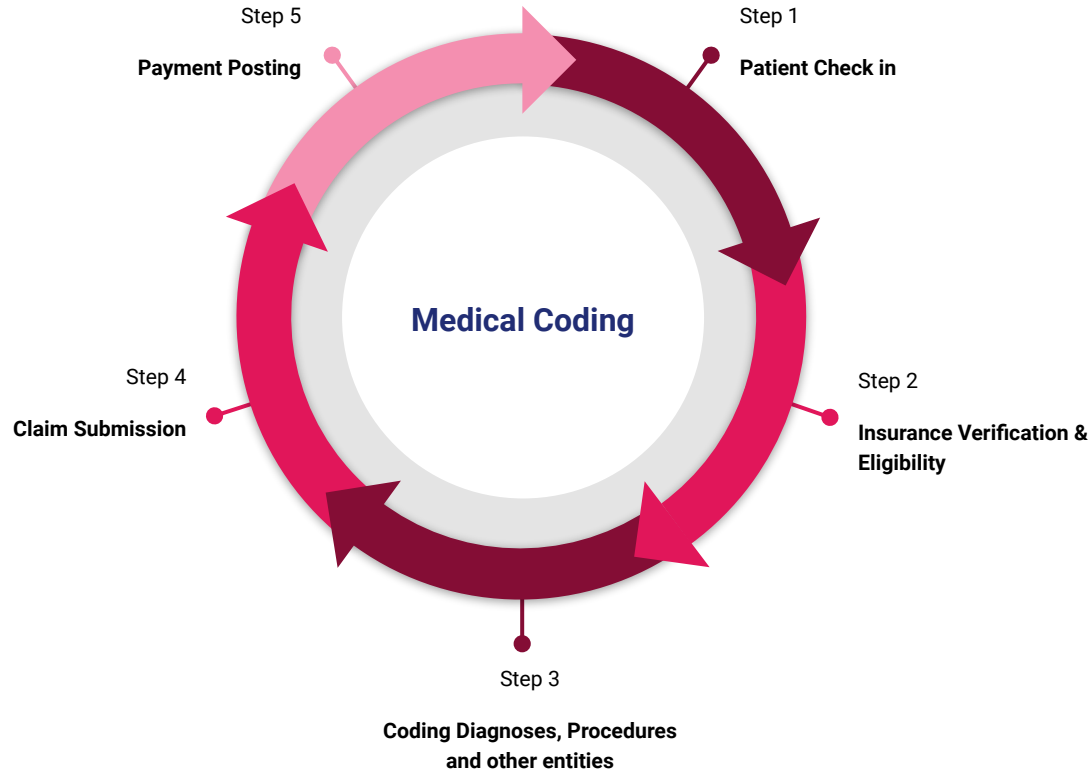 Step 5
Payment Posting
Step 1
Patient Check in
Medical Coding
Step 4
Claim Submission
Step 2
Insurance Verification &
Eligibility
Step 3
Coding Diagnoses, Procedures
and other entities